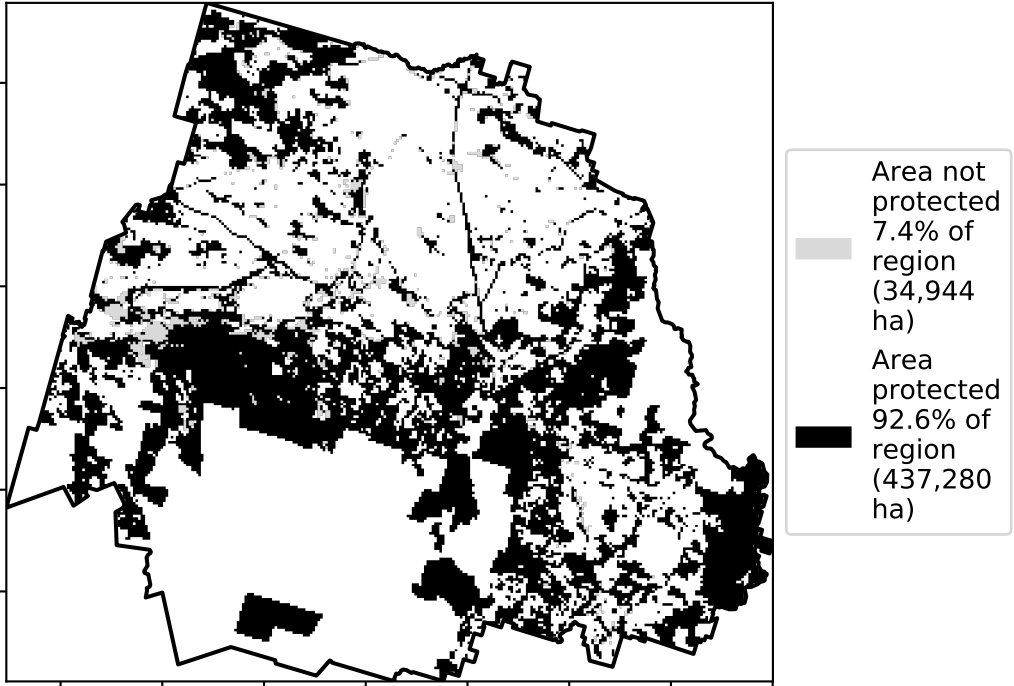 Area not
protected
7.4% of
region
(34,944
ha)
Area
protected
92.6% of
region
(437,280
ha)